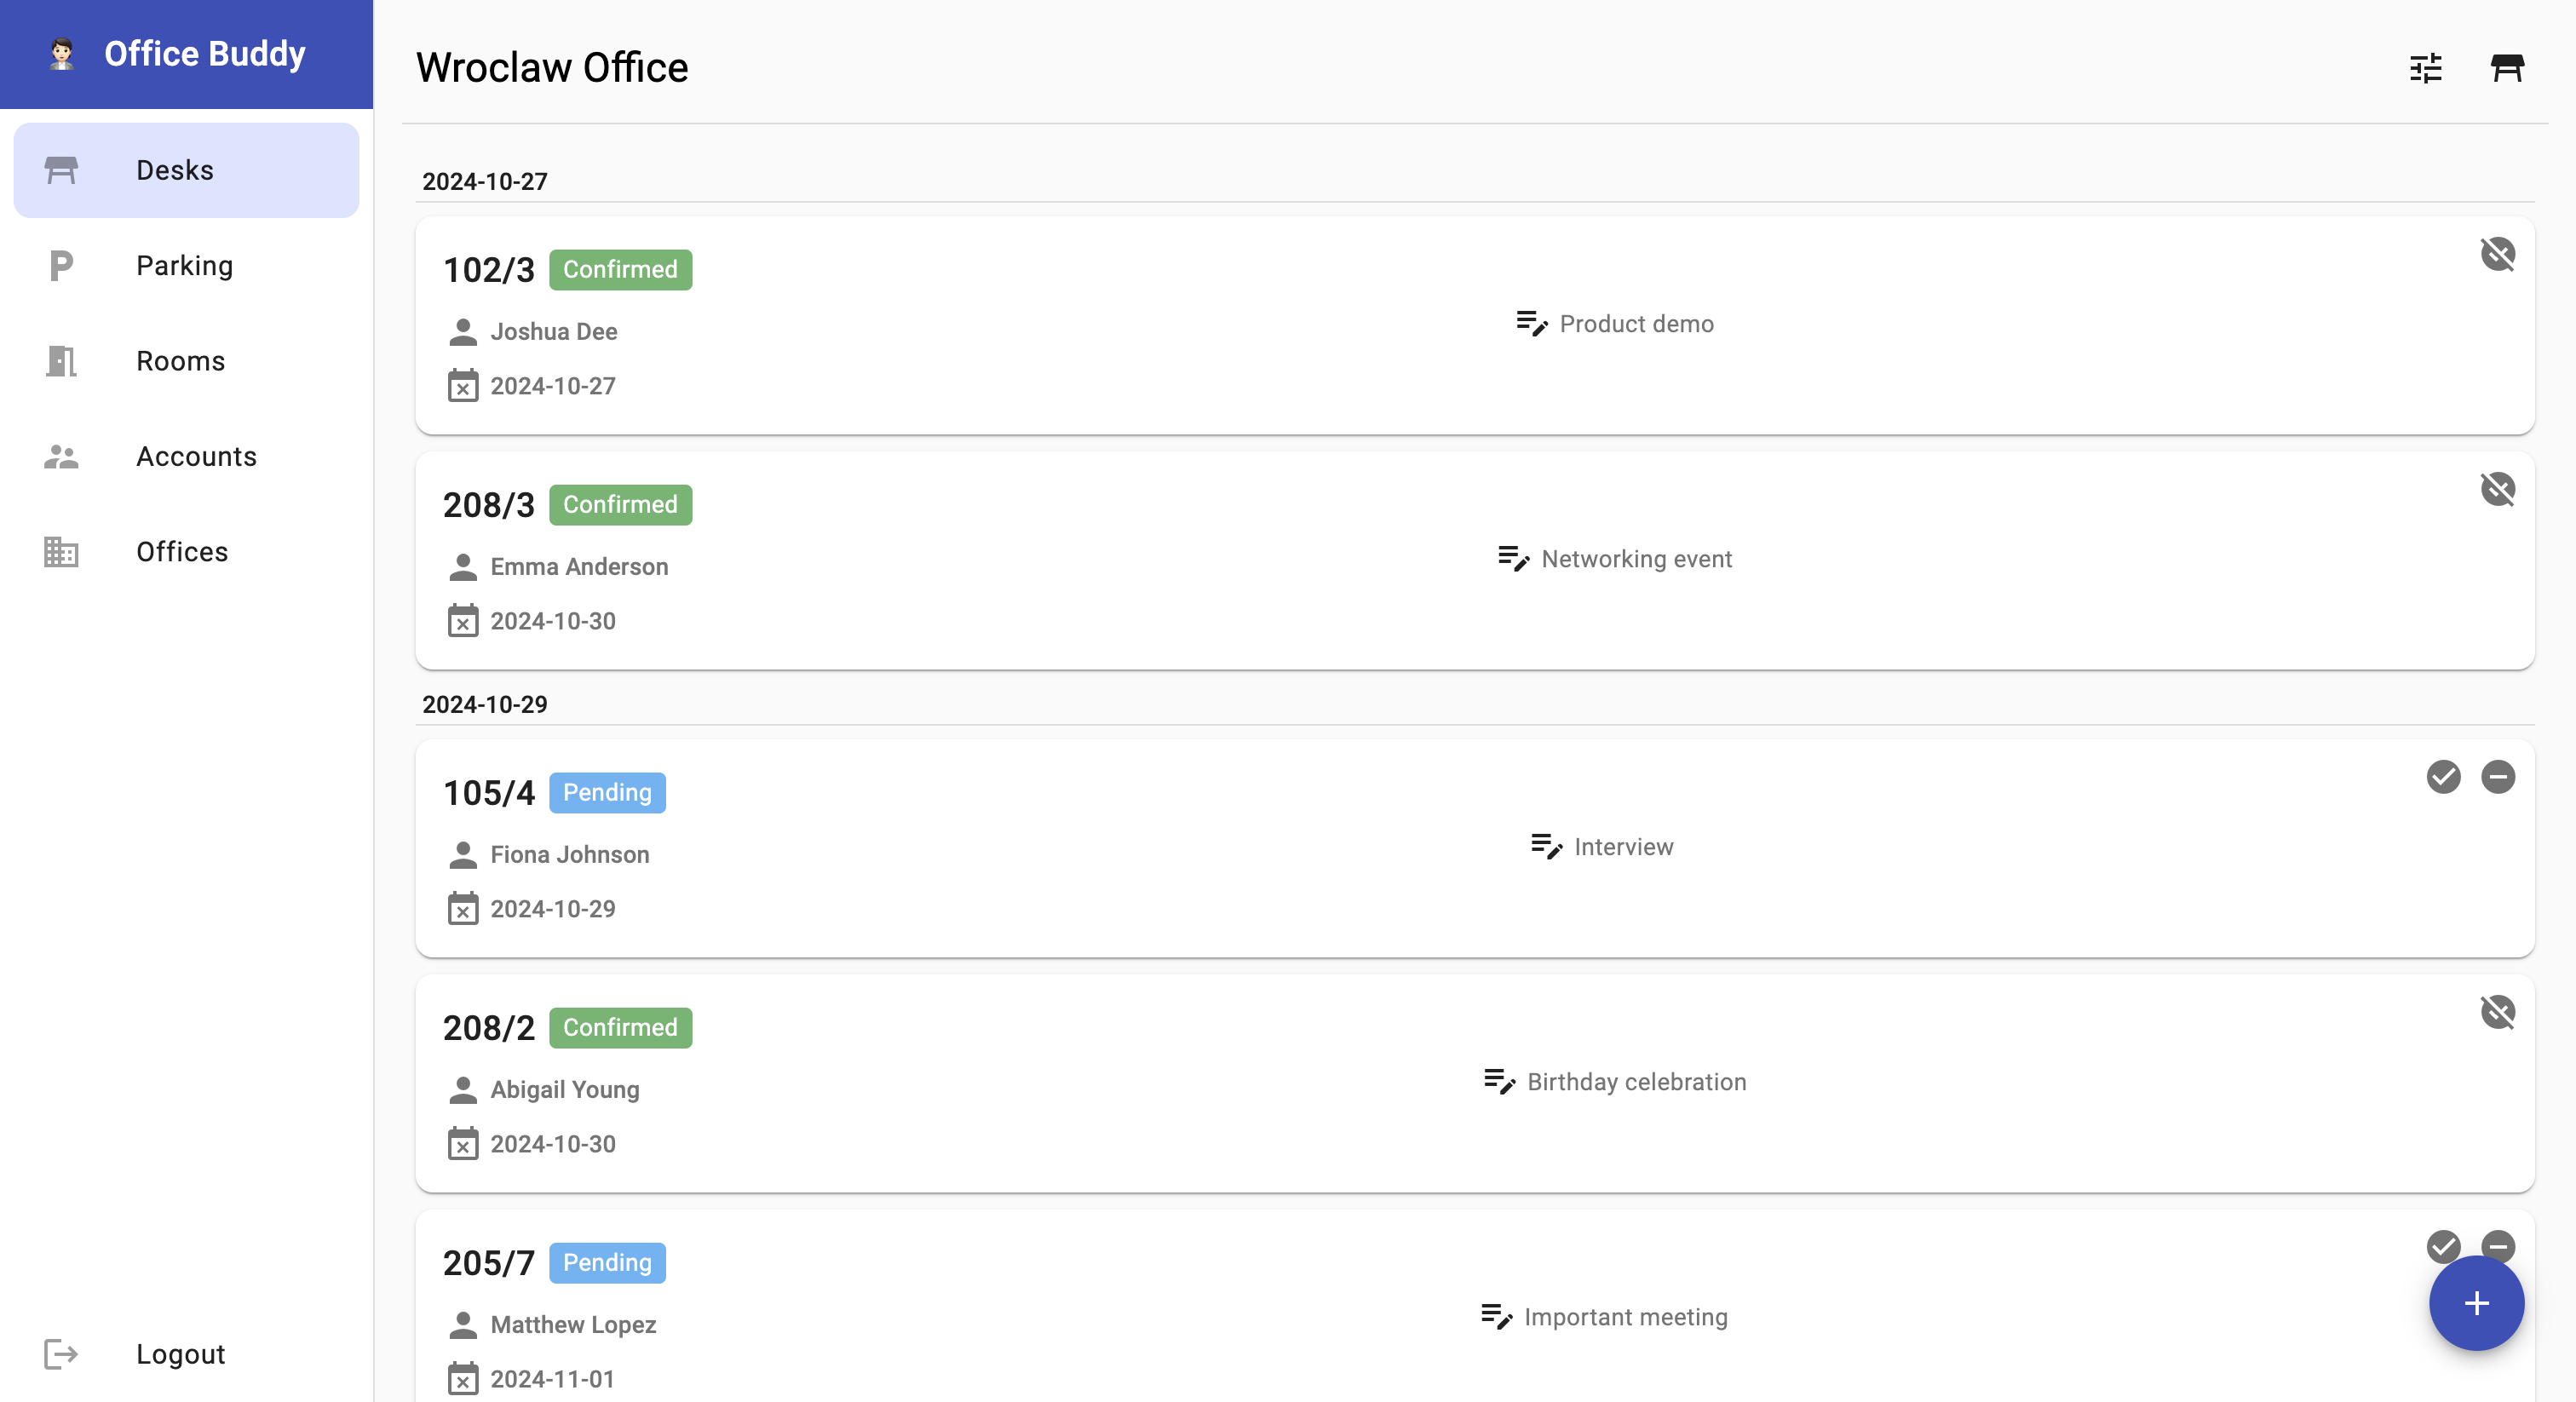 Office Buddy
Desks
Parking
Rooms
Accounts
Offices
Logout
Wroclaw Office
2024-10-27
102/3 Confirmed
Joshua Dee
Product demo
2024-10-27
208/3 Confirmed
Emma Anderson
Networking event
2024-10-30
2024-10-29
105/4 Pending
Fiona Johnson
Interview
2024-10-29
208/2 Confirmed
Abigail Young
Birthday celebration
2024-10-30
205/7 Pending
Matthew Lopez
Important meeting
2024-11-01